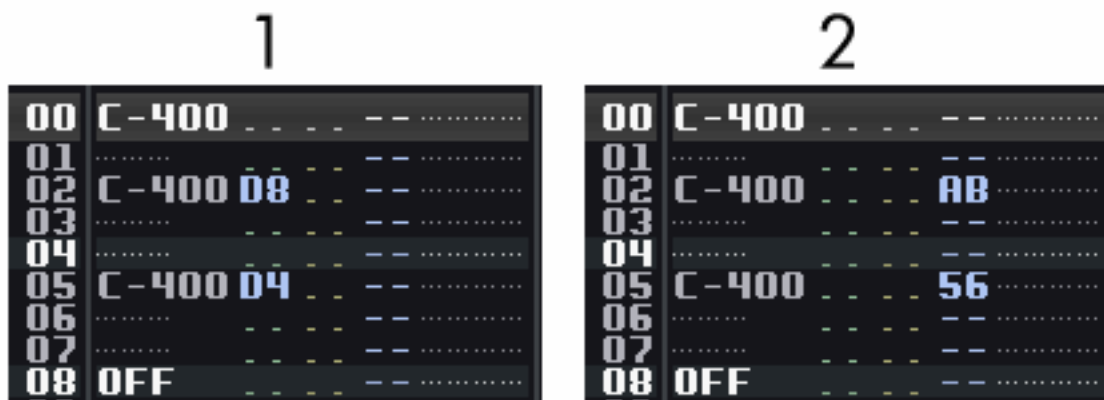 1 2
00 C-400 -- -- -- ............ 00 C-400 -- -- -- ............
01 ......... -- -- -- ............ 01 ......... -- -- -- ............
02 C-400 D8 -- -- ............ 02 C-400 -- -- AB ............
03 ......... -- -- -- ............ 03 ......... -- -- -- ............
04 ......... -- -- -- ............ 04 ......... -- -- -- ............
05 C-400 D4 -- -- ............ 05 C-400 -- -- 56 ............
06 ......... -- -- -- ............ 06 ......... -- -- -- ............
07 ......... -- -- -- ............ 07 ......... -- -- -- ............
08 OFF -- -- -- ............ 08 OFF -- -- -- ............